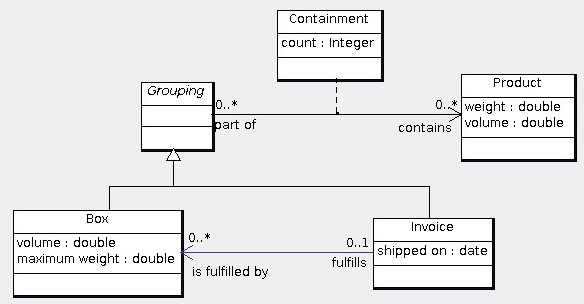 Containment
count : Integer
Grouping
Product
weight : double
volume : double
0..*
0..*
part of
contains
Box
volume : double
maximum weight : double
Invoice
shipped on : date
0..*
0..1
is fulfilled by
fulfills